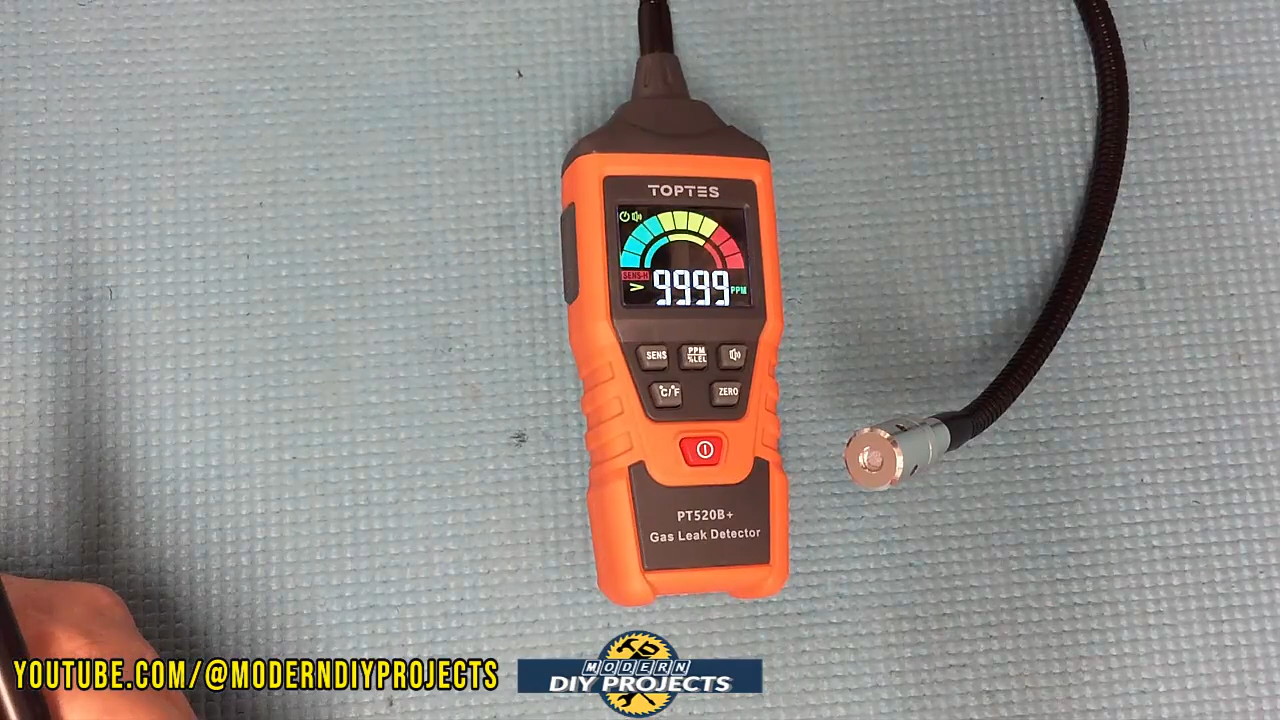 TOPTES
SENS-H
> 9999 PPM
SENS
PPM
%LEL
°C/°F
ZERO
PT520B+
Gas Leak Detector
YOUTUBE.COM/@MODERNDIYPROJECTS
MODERN
DIY PROJECTS